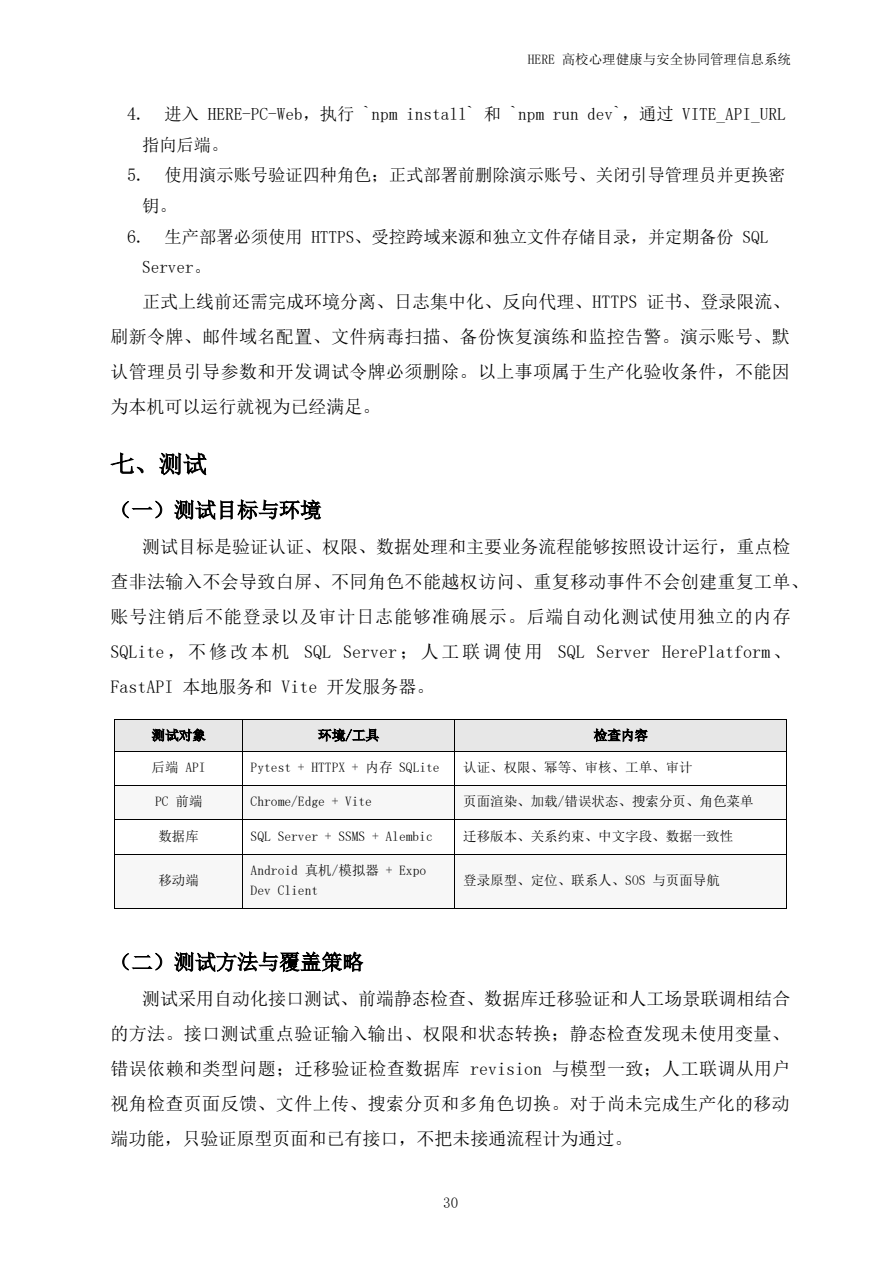 HERE 高校心理健康与安全协同管理信息系统
4. 进入 HERE-PC-Web，执行 `npm install` 和 `npm run dev`，通过 VITE_API_URL
指向后端。
5. 使用演示账号验证四种角色；正式部署前删除演示账号、关闭引导管理员并更换密
钥。
6. 生产部署必须使用 HTTPS、受控跨域来源和独立文件存储目录，并定期备份 SQL
Server。
正式上线前还需完成环境分离、日志集中化、反向代理、HTTPS 证书、登录限流、
刷新令牌、邮件域名配置、文件病毒扫描、备份恢复演练和监控告警。演示账号、默
认管理员引导参数和开发调试令牌必须删除。以上事项属于生产化验收条件，不能因
为本机可以运行就视为已经满足。
七、测试
（一）测试目标与环境
测试目标是验证认证、权限、数据处理和主要业务流程能够按照设计运行，重点检
查非法输入不会导致白屏、不同角色不能越权访问、重复移动事件不会创建重复工单、
账号注销后不能登录以及审计日志能够准确展示。后端自动化测试使用独立的内存
SQLite，不修改本机 SQL Server；人工联调使用 SQL Server HerePlatform、
FastAPI 本地服务和 Vite 开发服务器。
测试对象 环境/工具 检查内容
后端 API Pytest + HTTPX + 内存 SQLite 认证、权限、幂等、审核、工单、审计
PC 前端 Chrome/Edge + Vite 页面渲染、加载/错误状态、搜索分页、角色菜单
数据库 SQL Server + SSMS + Alembic 迁移版本、关系约束、中文字段、数据一致性
移动端 Android 真机/模拟器 + Expo
Dev Client 登录原型、定位、联系人、SOS 与页面导航
（二）测试方法与覆盖策略
测试采用自动化接口测试、前端静态检查、数据库迁移验证和人工场景联调相结合
的方法。接口测试重点验证输入输出、权限和状态转换；静态检查发现未使用变量、
错误依赖和类型问题；迁移验证检查数据库 revision 与模型一致；人工联调从用户
视角检查页面反馈、文件上传、搜索分页和多角色切换。对于尚未完成生产化的移动
端功能，只验证原型页面和已有接口，不把未接通流程计为通过。
30